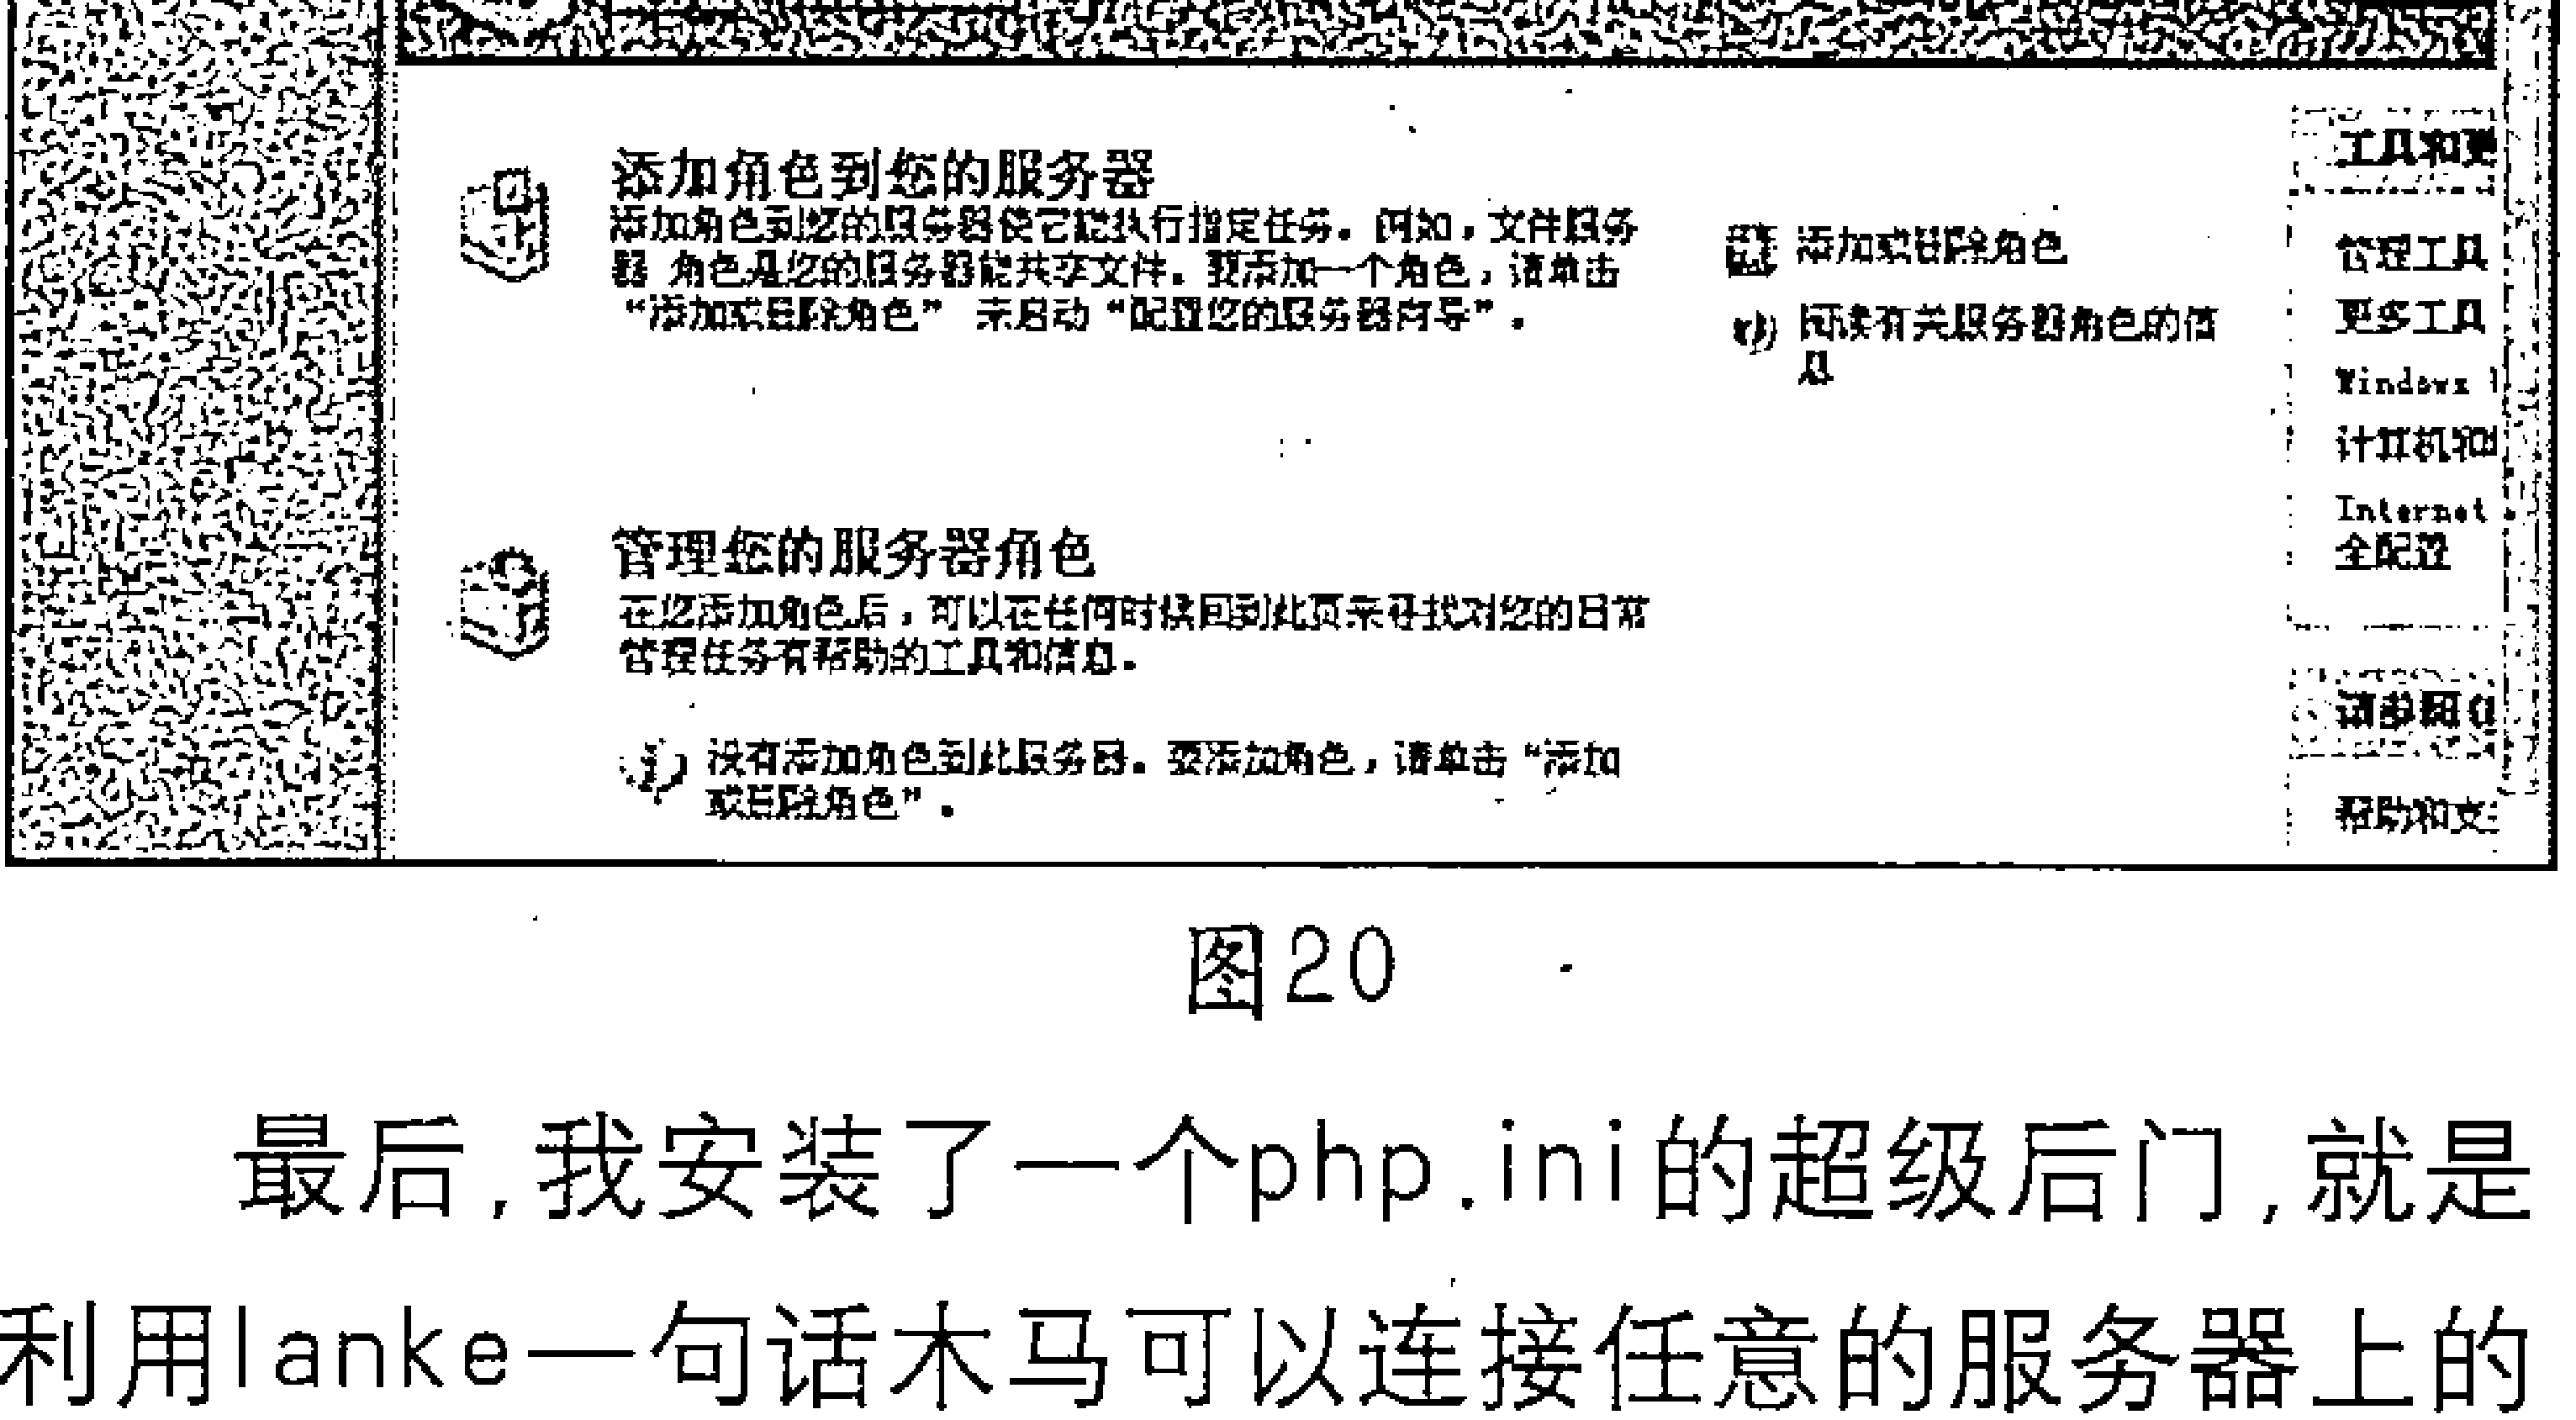 添加角色到您的服务器
添加角色到您的服务器使它能执行指定任务。例如，文件服务
器 角色是您的服务器能共享文件。要添加一个角色，请单击
“添加或删除角色” 来启动“配置您的服务器向导”。
添加或删除角色
阅读有关服务器角色的信
息
工具和更
管理工具
更多工具
Windows
计算机和
Internet
全配置
管理您的服务器角色
在您添加角色后，可以在任何时候回到此页来寻找对您的日常
管理任务有帮助的工具和信息。
没有添加角色到此服务器。要添加角色，请单击“添加
或删除角色”。
请参阅
帮助和支
图20
最后,我安装了一个php.ini的超级后门,就是
利用lanke一句话木马可以连接任意的服务器上的